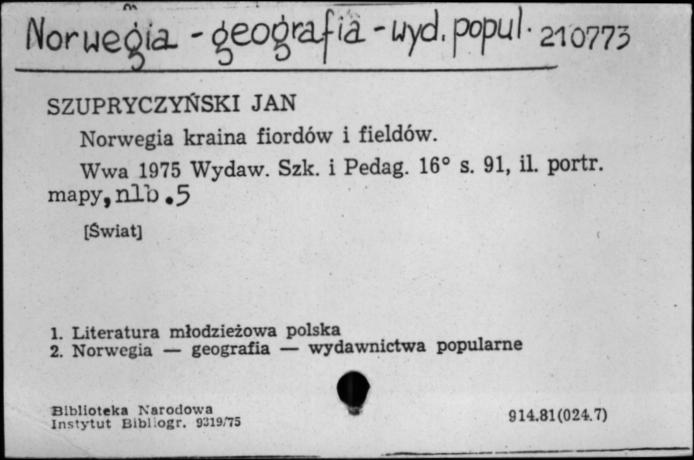 Norwegia - geografia - wyd. popul. 210773
SZUPRYCZYŃSKI JAN
Norwegia kraina fiordów i fieldów.
Wwa 1975 Wydaw. Szk. i Pedag. 16° s. 91, il. portr.
mapy, nlb .5
[Świat]
1. Literatura młodzieżowa polska
2. Norwegia — geografia — wydawnictwa popularne
Biblioteka Narodowa
Instytut Bibliogr. 9319/75
914.81(024.7)